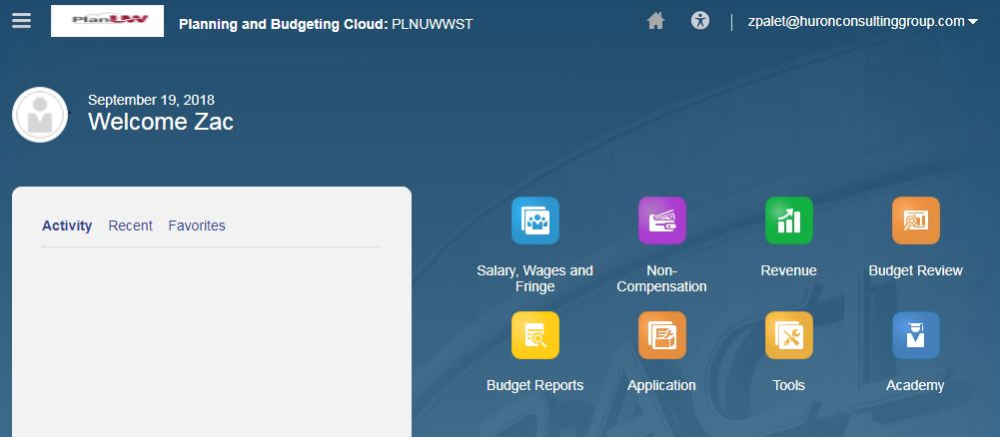 PlanUW
Planning and Budgeting Cloud: PLNUWWST
zpalet@huronconsultinggroup.com
September 19, 2018
Welcome Zac
Activity Recent Favorites
Salary, Wages and
Fringe
Non-
Compensation
Revenue
Budget Review
Budget Reports
Application
Tools
Academy
ORACL